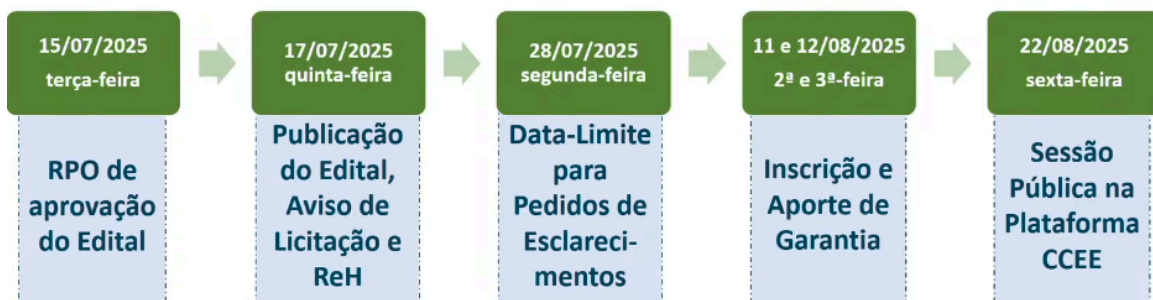 15/07/2025
terça-feira
RPO de
aprovação
do Edital
17/07/2025
quinta-feira
Publicação
do Edital,
Aviso de
Licitação e
ReH
28/07/2025
segunda-feira
Data-Limite
para
Pedidos de
Esclareci-
mentos
11 e 12/08/2025
2ª e 3ª-feira
Inscrição e
Aporte de
Garantia
22/08/2025
sexta-feira
Sessão
Pública na
Plataforma
CCEE